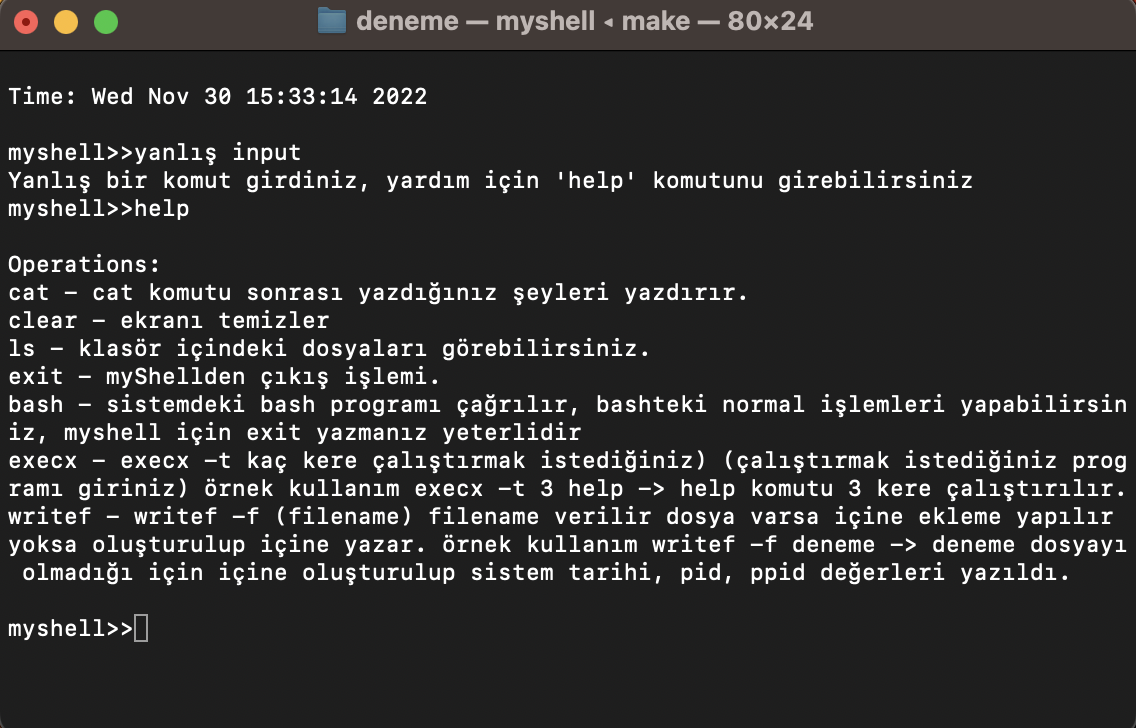 deneme — myshell ◂ make — 80×24
Time: Wed Nov 30 15:33:14 2022
myshell>>yanlış input
Yanlış bir komut girdiniz, yardım için 'help' komutunu girebilirsiniz
myshell>>help
Operations:
cat - cat komutu sonrası yazdığınız şeyleri yazdırır.
clear - ekranı temizler
ls - klasör içindeki dosyaları görebilirsiniz.
exit - myShellden çıkış işlemi.
bash - sistemdeki bash programı çağrılır, bashteki normal işlemleri yapabilirsin
iz, myshell için exit yazmanız yeterlidir
execx - execx -t kaç kere çalıştırmak istediğiniz) (çalıştırmak istediğiniz prog
ramı giriniz) örnek kullanım execx -t 3 help -> help komutu 3 kere çalıştırılır.
writef - writef -f (filename) filename verilir dosya varsa içine ekleme yapılır
yoksa oluşturulup içine yazar. örnek kullanım writef -f deneme -> deneme dosyayı
 olmadığı için içine oluşturulup sistem tarihi, pid, ppid değerleri yazıldı.
myshell>>